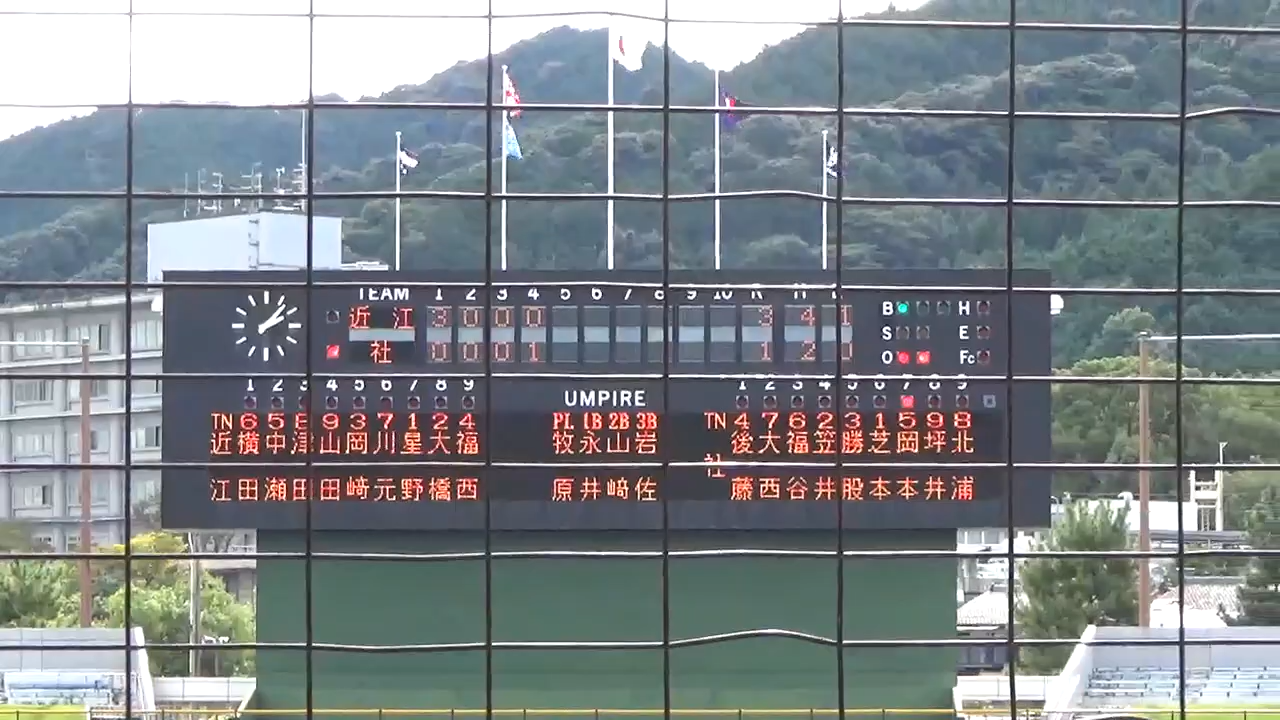 TEAM 1 2 3 4 5 6 7 8 9 10 R H
近江 3 0 0 0 3 4 1 B H
社 0 0 0 1 1 2 0 S E
O Fc
1 2 3 4 5 6 7 8 9 UMPIRE 1 2 3 4 5 6 7 8 9
TN 6 5 8 9 3 7 1 2 4 PL 1B 2B 3B TN 4 7 6 2 3 1 5 9 8
近横中津山岡川星大福 牧永山岩 後大福笠勝芝岡坪北
社
江田瀬田田崎元野橋西 原井﨑佐 藤西谷井股本本井浦